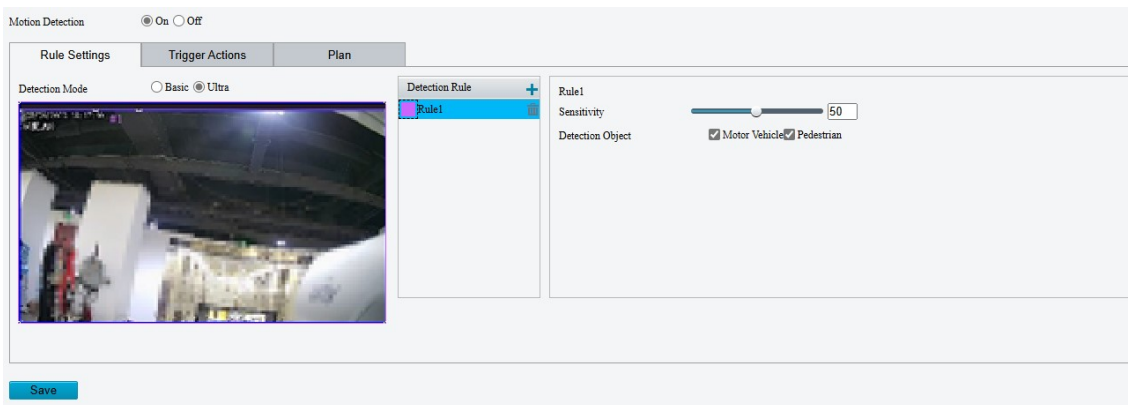 Motion Detection On Off
Rule Settings Trigger Actions Plan
Detection Mode Basic Ultra
Detection Rule +
Rule1
#1
Rule1
Sensitivity 50
Detection Object Motor Vehicle Pedestrian
Save